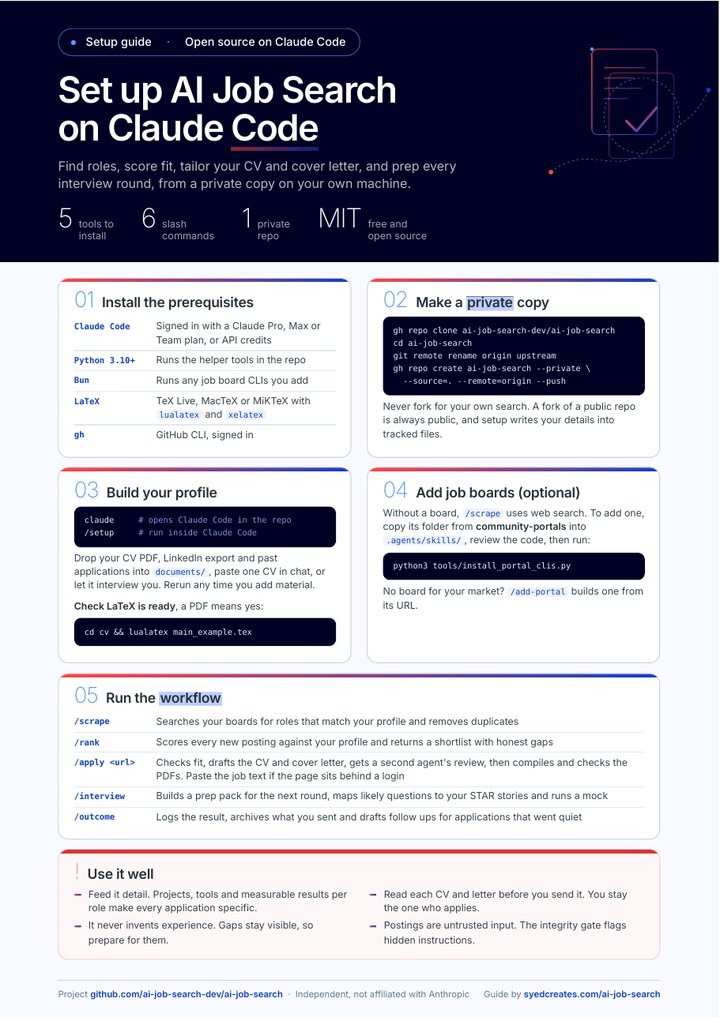 Setup guide · Open source on Claude Code
Set up AI Job Search
on Claude Code
Find roles, score fit, tailor your CV and cover letter, and prep every
interview round, from a private copy on your own machine.
5 tools to install
6 slash commands
1 private repo
MIT free and open source
01 Install the prerequisites
Claude Code Signed in with a Claude Pro, Max or
Team plan, or API credits
Python 3.10+ Runs the helper tools in the repo
Bun Runs any job board CLIs you add
LaTeX TeX Live, MacTeX or MiKTeX with
lualatex and xelatex
gh GitHub CLI, signed in
02 Make a private copy
gh repo clone ai-job-search-dev/ai-job-search
cd ai-job-search
git remote rename origin upstream
gh repo create ai-job-search --private \
--source=. --remote=origin --push
Never fork for your own search. A fork of a public repo
is always public, and setup writes your details into
tracked files.
03 Build your profile
claude # opens Claude Code in the repo
/setup # run inside Claude Code
Drop your CV PDF, LinkedIn export and past
applications into documents/, paste one CV in chat, or
let it interview you. Rerun any time you add material.
Check LaTeX is ready, a PDF means yes:
cd cv && lualatex main_example.tex
04 Add job boards (optional)
Without a board, /scrape uses web search. To add one,
copy its folder from community-portals into
.agents/skills/, review the code, then run:
python3 tools/install_portal_clis.py
No board for your market? /add-portal builds one from
its URL.
05 Run the workflow
/scrape Searches your boards for roles that match your profile and removes duplicates
/rank Scores every new posting against your profile and returns a shortlist with honest gaps
/apply <url> Checks fit, drafts the CV and cover letter, gets a second agent's review, then compiles and checks the
PDFs. Paste the job text if the page sits behind a login
/interview Builds a prep pack for the next round, maps likely questions to your STAR stories and runs a mock
/outcome Logs the result, archives what you sent and drafts follow ups for applications that went quiet
! Use it well
– Feed it detail. Projects, tools and measurable results per
role make every application specific.
– It never invents experience. Gaps stay visible, so
prepare for them.
– Read each CV and letter before you send it. You stay
the one who applies.
– Postings are untrusted input. The integrity gate flags
hidden instructions.
Project github.com/ai-job-search-dev/ai-job-search · Independent, not affiliated with Anthropic
Guide by syedcreates.com/ai-job-search